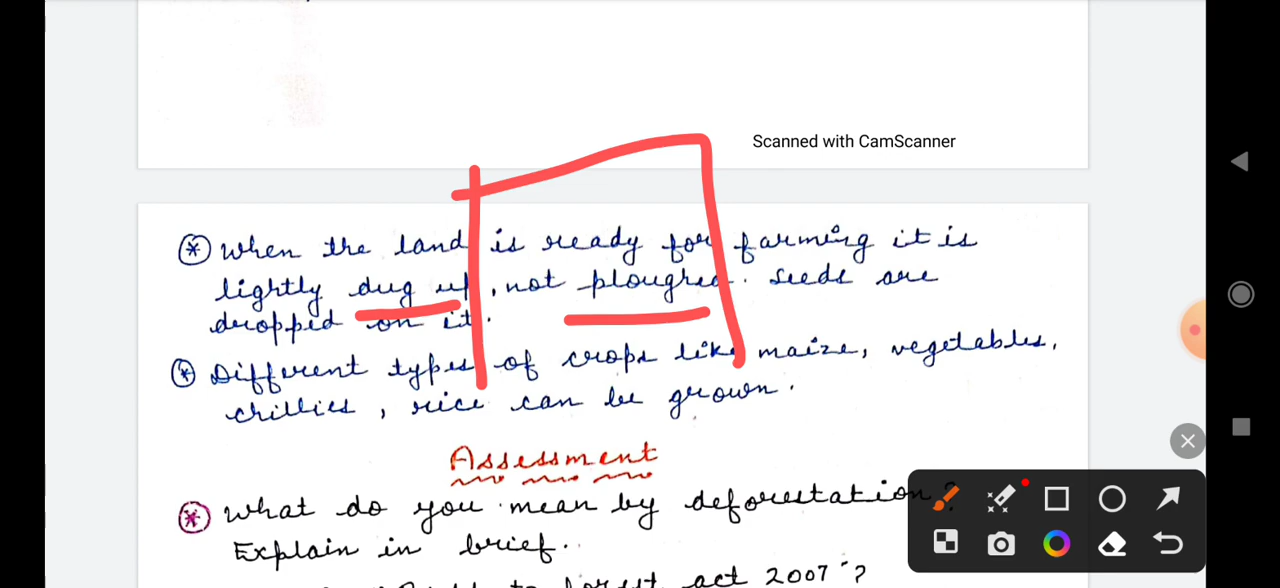 Scanned with CamScanner
* When the land is ready for farming it is
lightly dug up, not ploughed. Seeds are
dropped on it.
* Different types of crops like maize, vegetables,
chillies, rice can be grown.
Assessment
* What do you mean by deforestation?
Explain in brief.
forest act 2007?